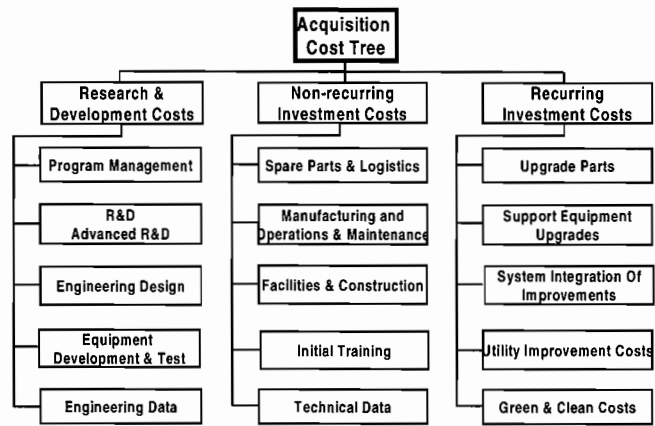 Acquisition
Cost Tree
Research &
Development Costs
Non-recurring
Investment Costs
Recurring
Investment Costs
Program Management
Spare Parts & Logistics
Upgrade Parts
R&D
Advanced R&D
Manufacturing and
Operations & Maintenance
Support Equipment
Upgrades
Engineering Design
Facilities & Construction
System Integration Of
Improvements
Equipment
Development & Test
Initial Training
Utility Improvement Costs
Engineering Data
Technical Data
Green & Clean Costs